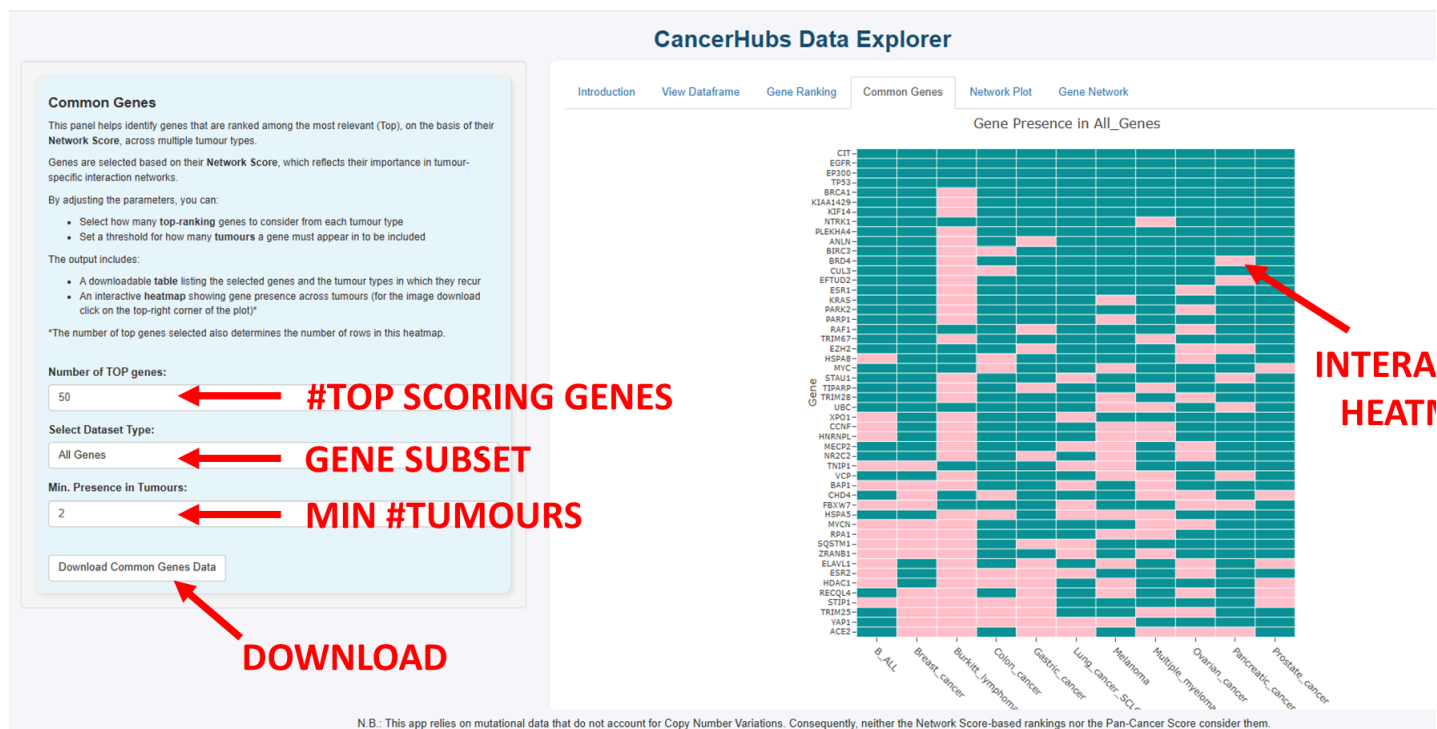 CancerHubs Data Explorer
Common Genes
This panel helps identify genes that are ranked among the most relevant (Top), on the basis of their
Network Score, across multiple tumour types.
Genes are selected based on their Network Score, which reflects their importance in tumour-
specific interaction networks.
By adjusting the parameters, you can:
• Select how many top-ranking genes to consider from each tumour type
• Set a threshold for how many tumours a gene must appear in to be included
The output includes:
• A downloadable table listing the selected genes and the tumour types in which they recur
• An interactive heatmap showing gene presence across tumours (for the image download
click on the top-right corner of the plot)*
*The number of top genes selected also determines the number of rows in this heatmap.
Number of TOP genes:
50
#TOP SCORING GENES
Select Dataset Type:
All Genes
GENE SUBSET
Min. Presence in Tumours:
2
MIN #TUMOURS
Download Common Genes Data
DOWNLOAD
Introduction View Dataframe Gene Ranking Common Genes Network Plot Gene Network
Gene Presence in All_Genes
Gene
CIT
EGFR
EP300
TP53
BRCA1
KIAA1429
KIF14
NTRK1
PLEKHA4
ANLN
BIRC3
BRD4
CUL3
EFTUD2
ESR1
KRAS
PARK2
PARP1
RAF1
TRIM67
EZH2
HSPA8
MYC
STAU1
TIPARP
TRIM28
UBC
XPO1
CCNF
HNRNPL
MECP2
NR2C2
TNIP1
VCP
BAP1
CHD4
FBXW7
HSPA5
MYCN
RPA1
SQSTM1
ZRANB1
ELAVL1
ESR2
HDAC1
RECQL4
STIP1
TRIM25
YAP1
ACE2
B_ALL
Breast_cancer
Burkitt_lymphoma
Colon_cancer
Gastric_cancer
Lung_cancer_SCLC
Melanoma
Multiple_myeloma
Ovarian_cancer
Pancreatic_cancer
Prostate_cancer
INTERA
HEATM
N.B.: This app relies on mutational data that do not account for Copy Number Variations. Consequently, neither the Network Score-based rankings nor the Pan-Cancer Score consider them.